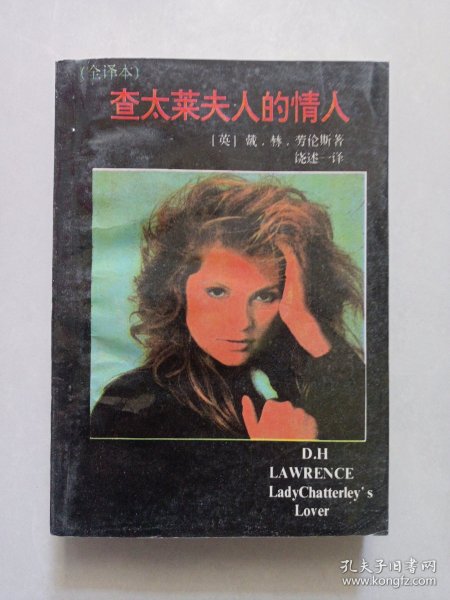 (全译本)
查太莱夫人的情人
[英] 戴.赫.劳伦斯著
饶述一译
D.H
LAWRENCE
LadyChatterley's
Lover
孔夫子旧书网
www.kongfz.com